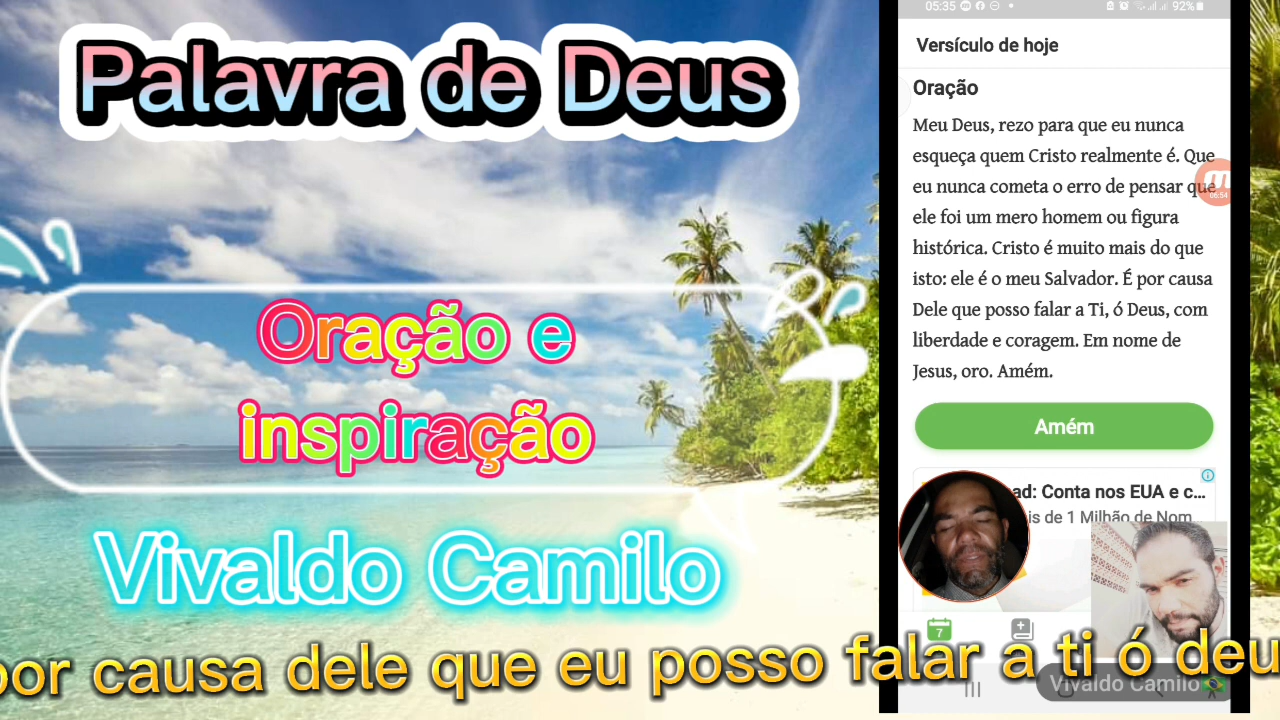 Palavra de Deus
Oração e
inspiração
Vivaldo Camilo
por causa dele que eu posso falar a ti ó deu
05:35
92%
Versículo de hoje
Oração
Meu Deus, rezo para que eu nunca
esqueça quem Cristo realmente é. Que
eu nunca cometa o erro de pensar que
ele foi um mero homem ou figura
histórica. Cristo é muito mais do que
isto: ele é o meu Salvador. É por causa
Dele que posso falar a Ti, ó Deus, com
liberdade e coragem. Em nome de
Jesus, oro. Amém.
06:54
Amém
ad: Conta nos EUA e c...
is de 1 Milhão de Nom
7
Vivaldo Camilo